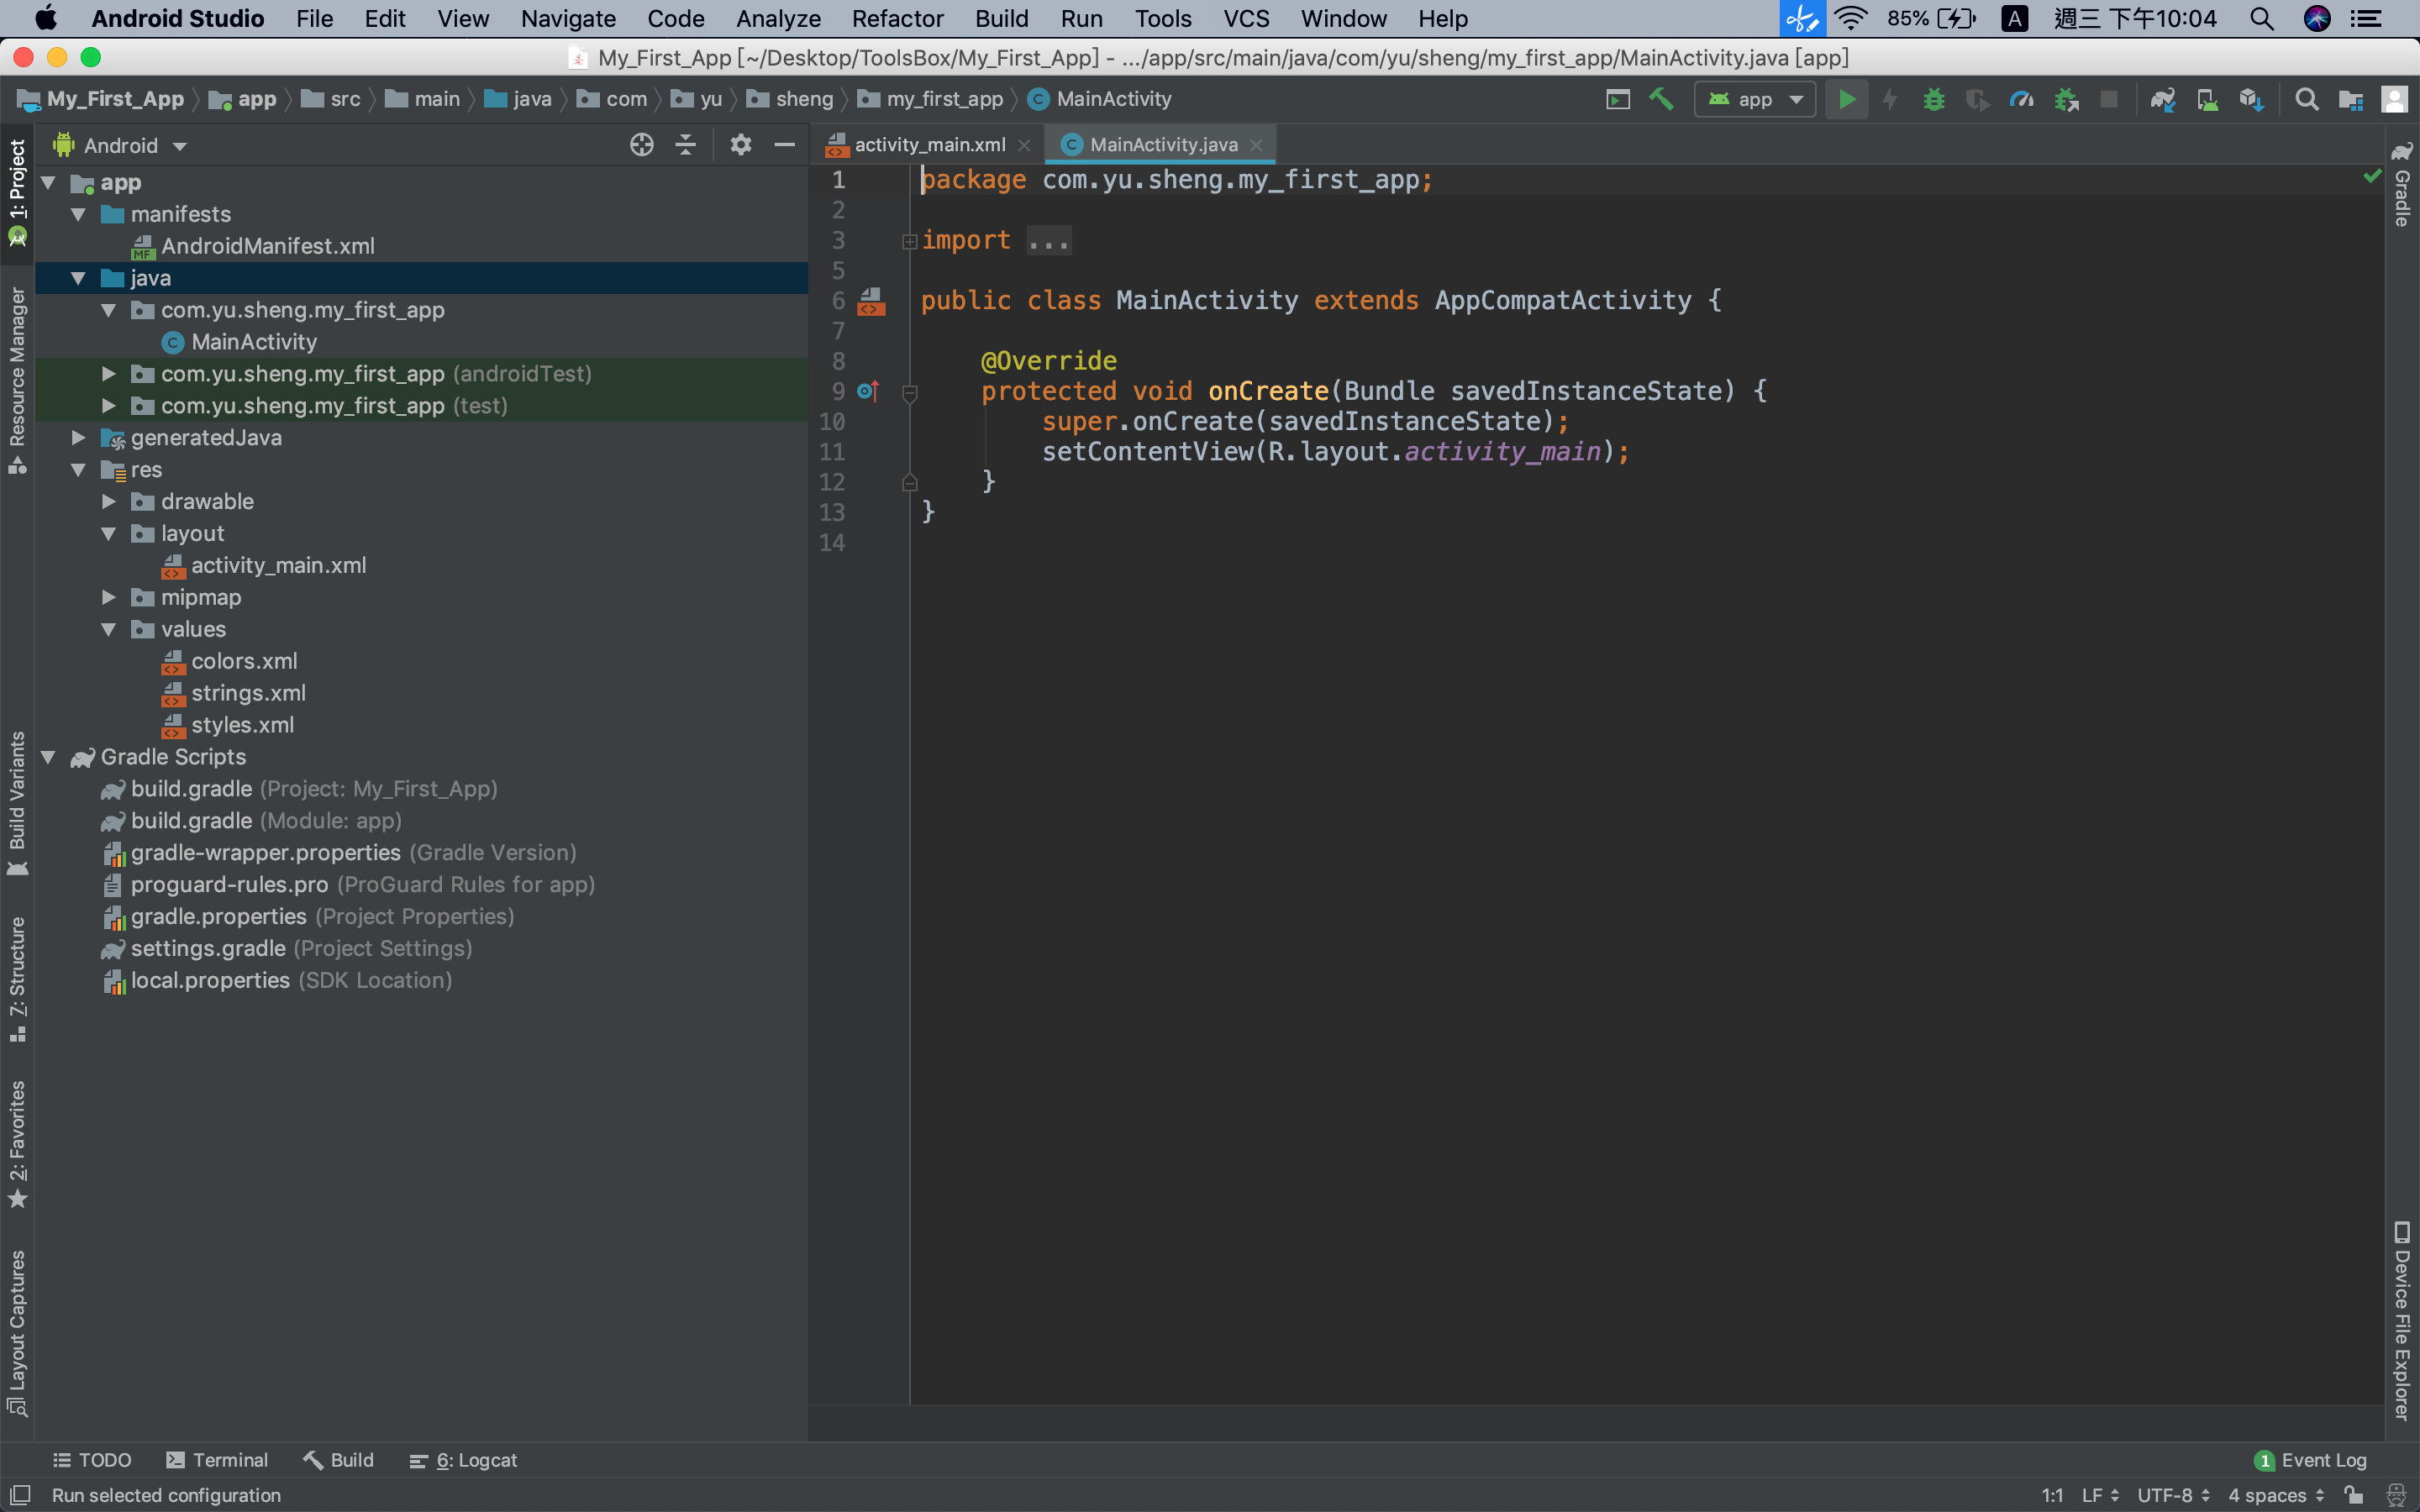 Android Studio File Edit View Navigate Code Analyze Refactor Build Run Tools VCS Window Help 85% A 週三 下午10:04
My_First_App [~/Desktop/ToolsBox/My_First_App] - .../app/src/main/java/com/yu/sheng/my_first_app/MainActivity.java [app]
My_First_App app src main java com yu sheng my_first_app C MainActivity app
1: Project
Resource Manager
Build Variants
7: Structure
2: Favorites
Layout Captures
Android
app
manifests
MF AndroidManifest.xml
java
com.yu.sheng.my_first_app
C MainActivity
com.yu.sheng.my_first_app (androidTest)
com.yu.sheng.my_first_app (test)
generatedJava
res
drawable
layout
activity_main.xml
mipmap
values
colors.xml
strings.xml
styles.xml
Gradle Scripts
build.gradle (Project: My_First_App)
build.gradle (Module: app)
gradle-wrapper.properties (Gradle Version)
proguard-rules.pro (ProGuard Rules for app)
gradle.properties (Project Properties)
settings.gradle (Project Settings)
local.properties (SDK Location)
activity_main.xml C MainActivity.java
1 package com.yu.sheng.my_first_app;
2
3 import ...
5
6 public class MainActivity extends AppCompatActivity {
7
8 @Override
9 protected void onCreate(Bundle savedInstanceState) {
10 super.onCreate(savedInstanceState);
11 setContentView(R.layout.activity_main);
12 }
13 }
14
Gradle
Device File Explorer
TODO Terminal Build 6: Logcat 1 Event Log
Run selected configuration 1:1 LF UTF-8 4 spaces